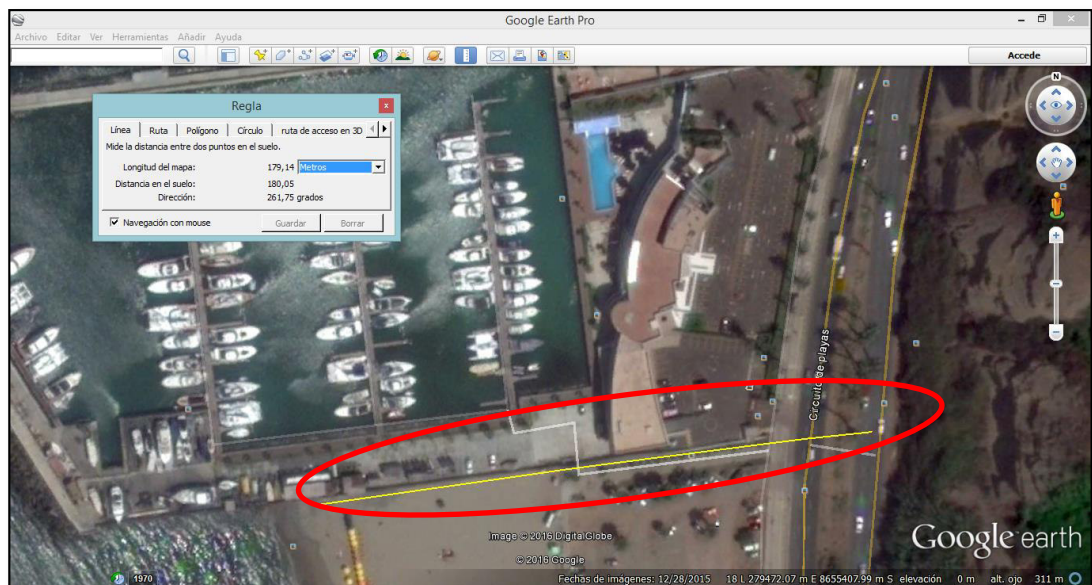 Google Earth Pro
Archivo Editar Ver Herramientas Añadir Ayuda
Accede
N
Regla
Línea Ruta Polígono Círculo ruta de acceso en 3D
Mide la distancia entre dos puntos en el suelo.
Longitud del mapa: 179,14 Metros
Distancia en el suelo: 180,05
Dirección: 261,75 grados
Navegación con mouse Guardar Borrar
Circuito de playas
Image © 2016 DigitalGlobe
© 2016 Google
Google earth
1970
Fechas de imágenes: 12/28/2015 18 L 279472.07 m E 8655407.99 m S elevación 0 m alt. ojo 311 m